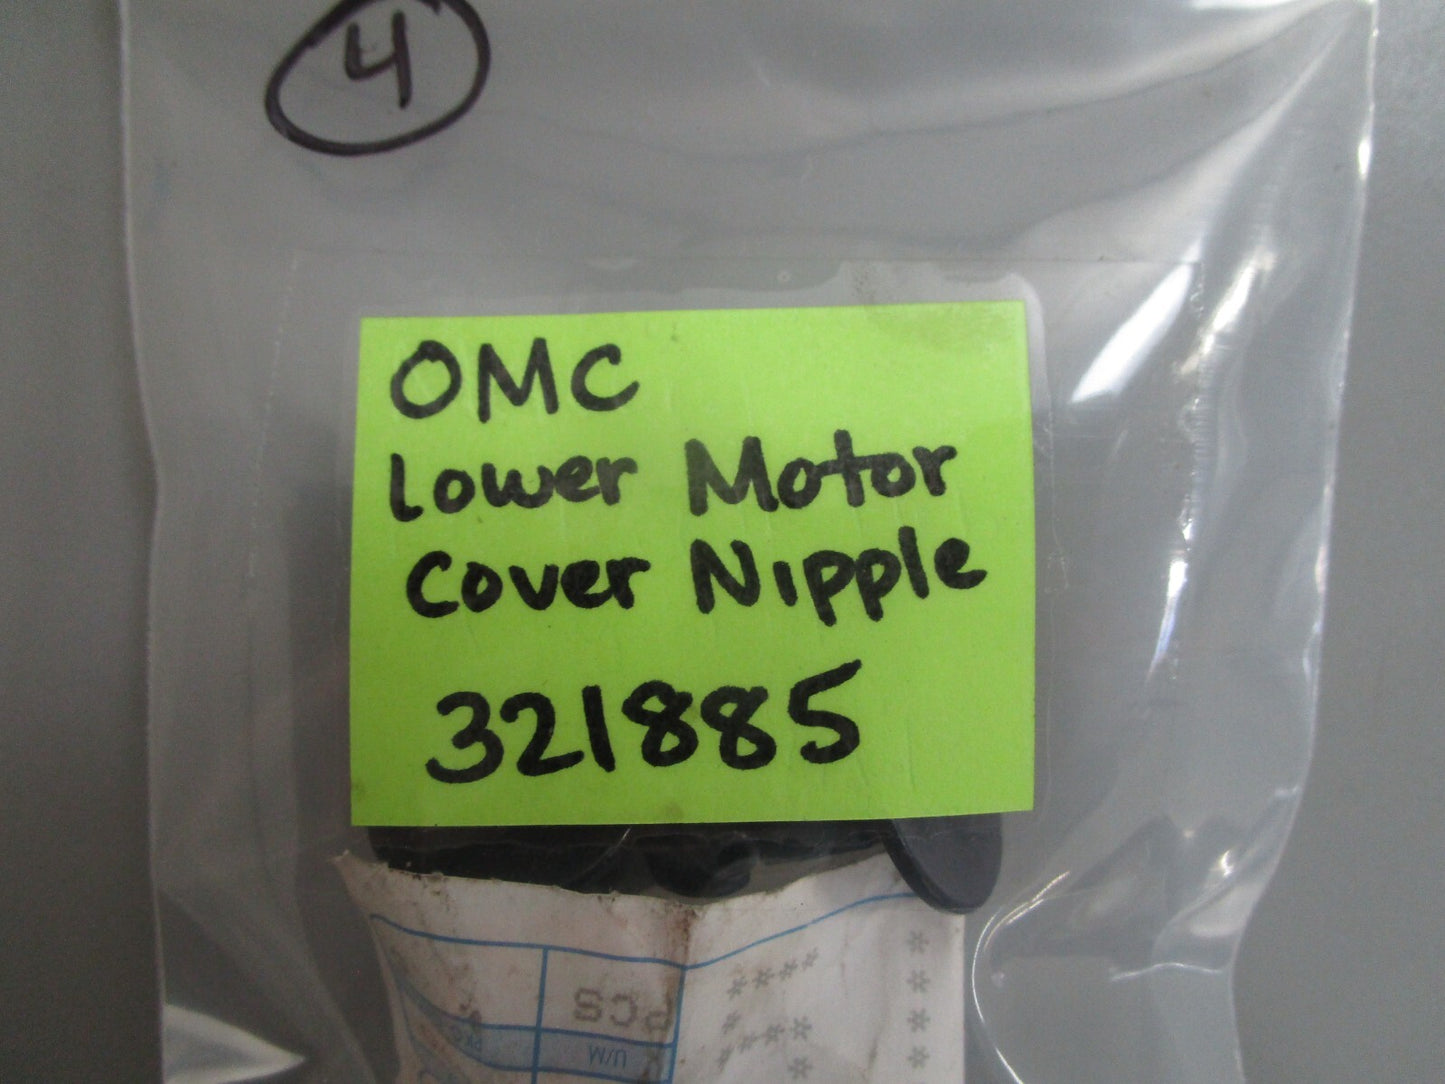 4
OMC
Lower Motor
Cover Nipple
321885
PCS
U/M